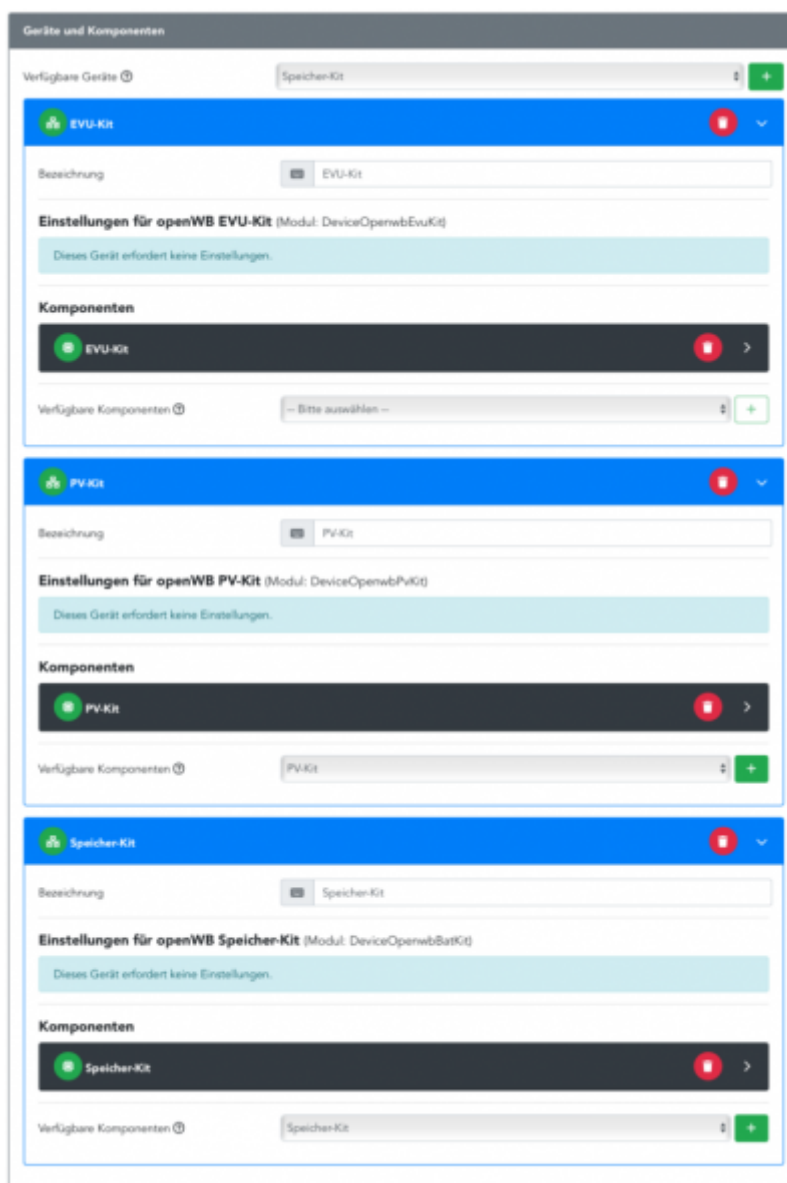 Geräte und Komponenten
Verfügbare Geräte Speicher-Kit
EVU-Kit
Bezeichnung EVU-Kit
Einstellungen für openWB EVU-Kit (Modul: DeviceOpenwbEvuKit)
Dieses Gerät erfordert keine Einstellungen.
Komponenten
EVU-Kit
Verfügbare Komponenten -- Bitte auswählen --
PV-Kit
Bezeichnung PV-Kit
Einstellungen für openWB PV-Kit (Modul: DeviceOpenwbPvKit)
Dieses Gerät erfordert keine Einstellungen.
Komponenten
PV-Kit
Verfügbare Komponenten PV-Kit
Speicher-Kit
Bezeichnung Speicher-Kit
Einstellungen für openWB Speicher-Kit (Modul: DeviceOpenwbBatKit)
Dieses Gerät erfordert keine Einstellungen.
Komponenten
Speicher-Kit
Verfügbare Komponenten Speicher-Kit